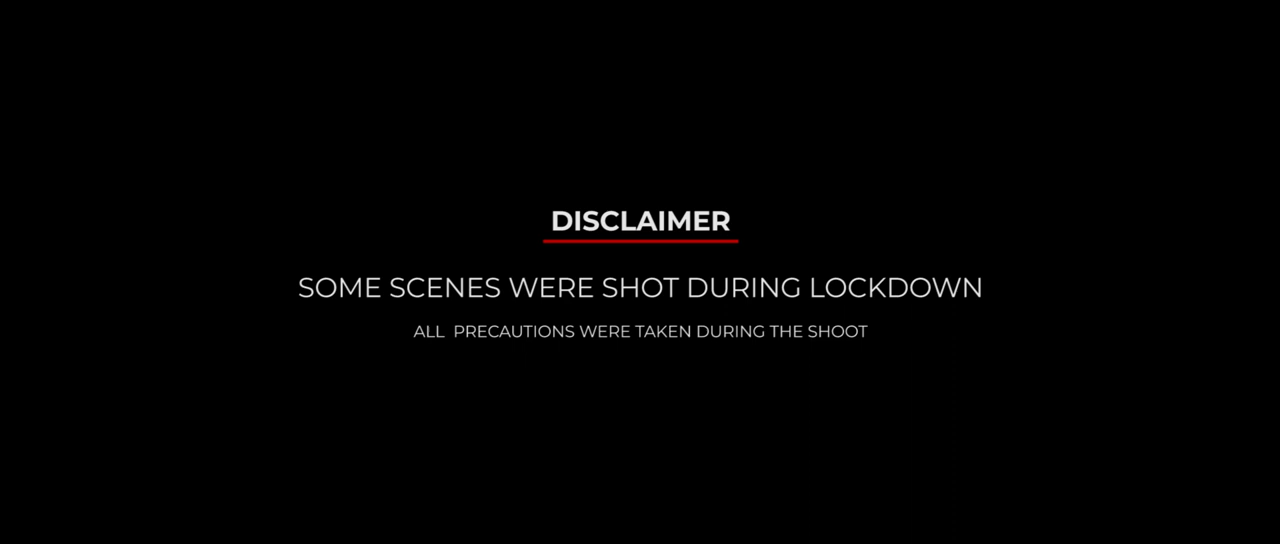 DISCLAIMER
SOME SCENES WERE SHOT DURING LOCKDOWN
ALL  PRECAUTIONS WERE TAKEN DURING THE SHOOT